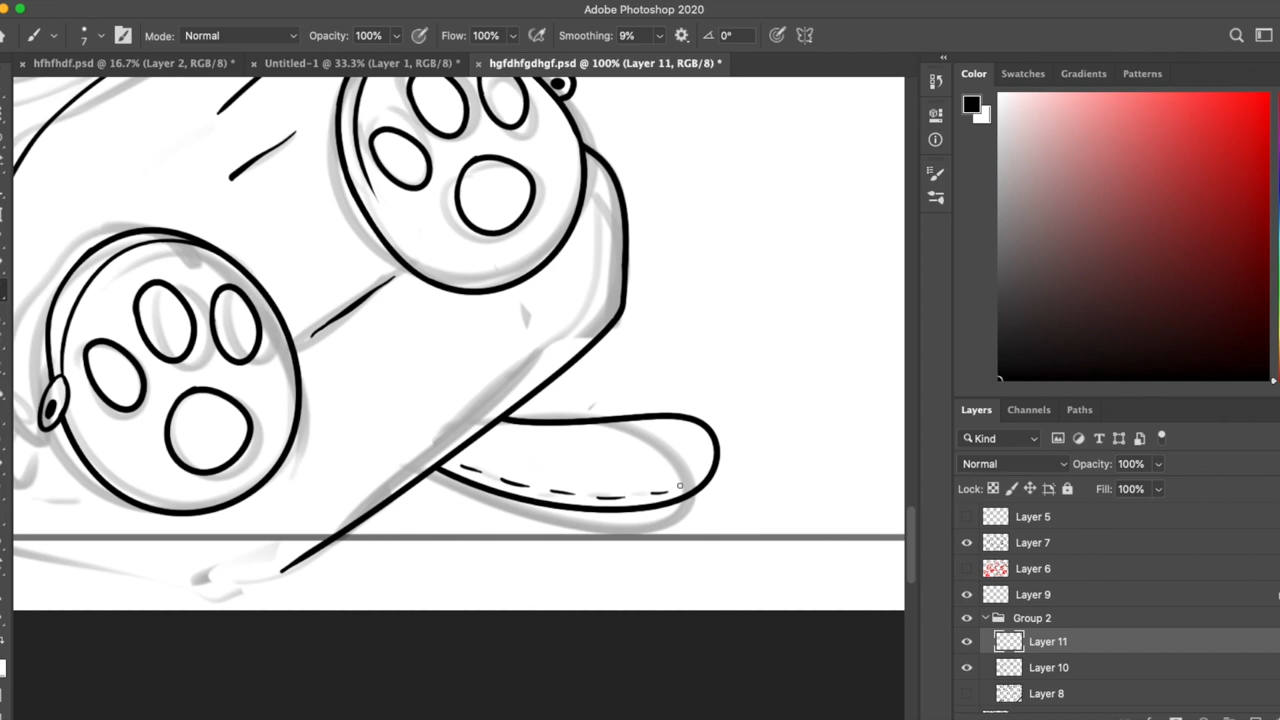 Adobe Photoshop 2020
7 Mode: Normal Opacity: 100% Flow: 100% Smoothing: 9% 0°
hfhfhdf.psd @ 16.7% (Layer 2, RGB/8) * Untitled-1 @ 33.3% (Layer 1, RGB/8) * hgfdhfgdhgf.psd @ 100% (Layer 11, RGB/8) *
Color Swatches Gradients Patterns
Layers Channels Paths
Kind
Normal Opacity: 100%
Lock: Fill: 100%
Layer 5
Layer 7
Layer 6
Layer 9
Group 2
Layer 11
Layer 10
Layer 8